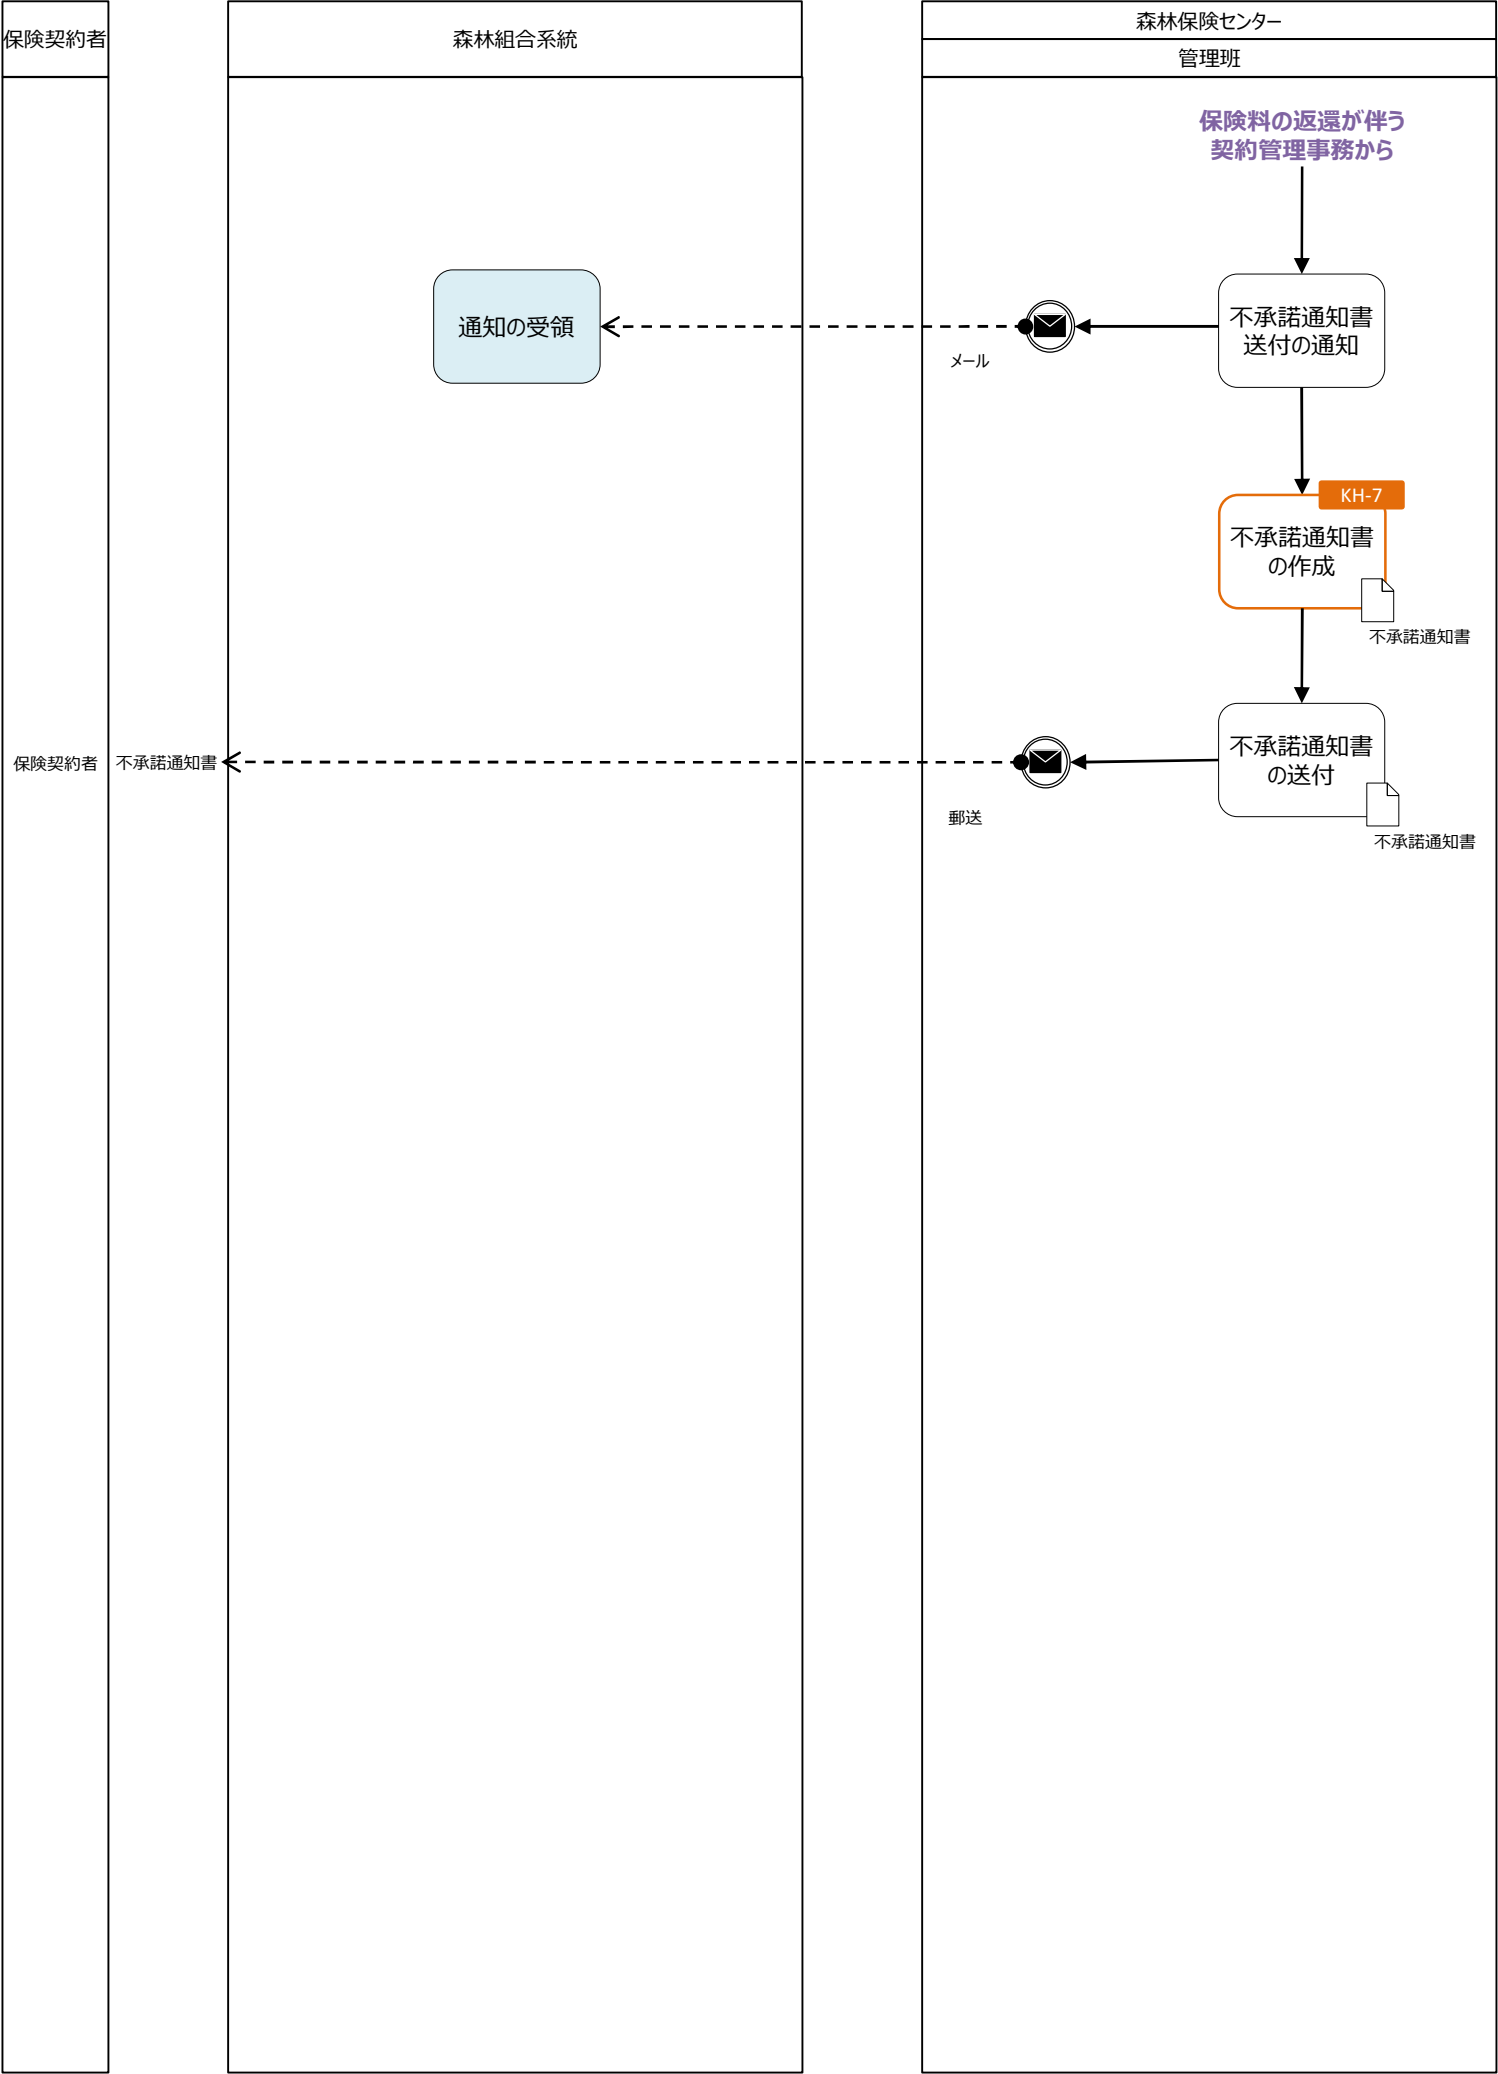 保険契約者
森林組合系統
森林保険センター
管理班
保険料の返還が伴う
契約管理事務から
通知の受領
メール
不承諾通知書
送付の通知
KH-7
不承諾通知書
の作成
不承諾通知書
保険契約者
不承諾通知書
郵送
不承諾通知書
の送付
不承諾通知書